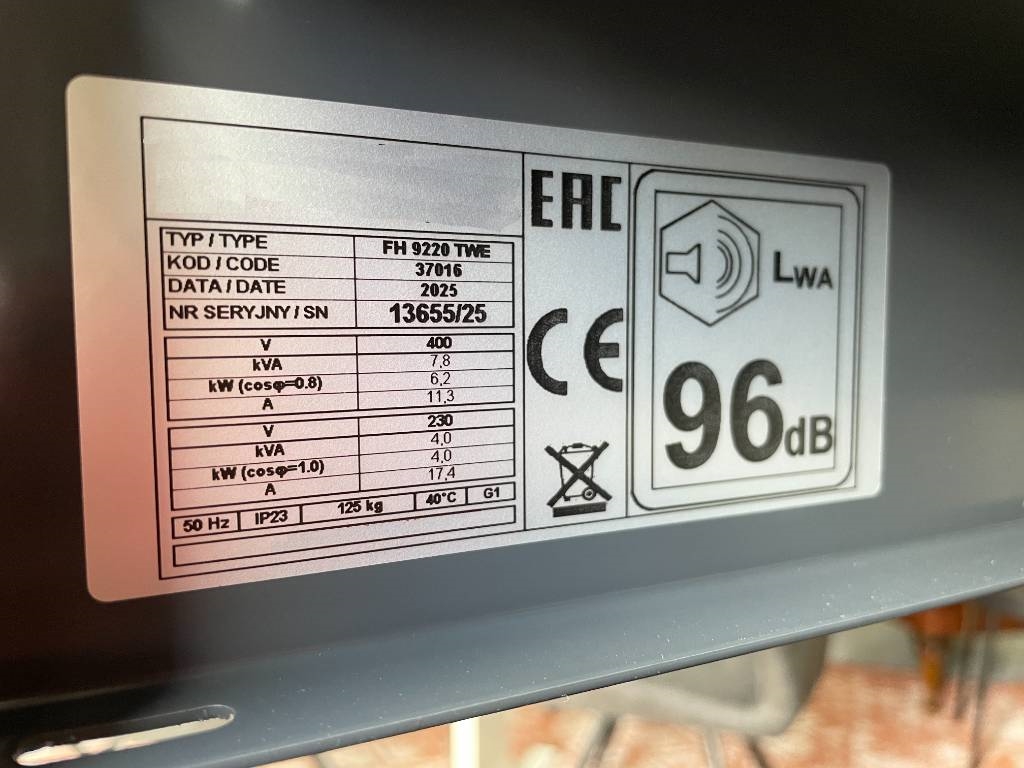 TYP / TYPE FH 9220 TWE
KOD / CODE 37016
DATA / DATE 2025
NR SERYJNY / SN 13655/25
V 400
kVA 7,8
kW (cosφ=0.8) 6,2
A 11,3
V 230
kVA 4,0
kW (cosφ=1.0) 4,0
A 17,4
50 Hz IP23 125 kg 40°C G1
EAC
CE
LWA
96dB